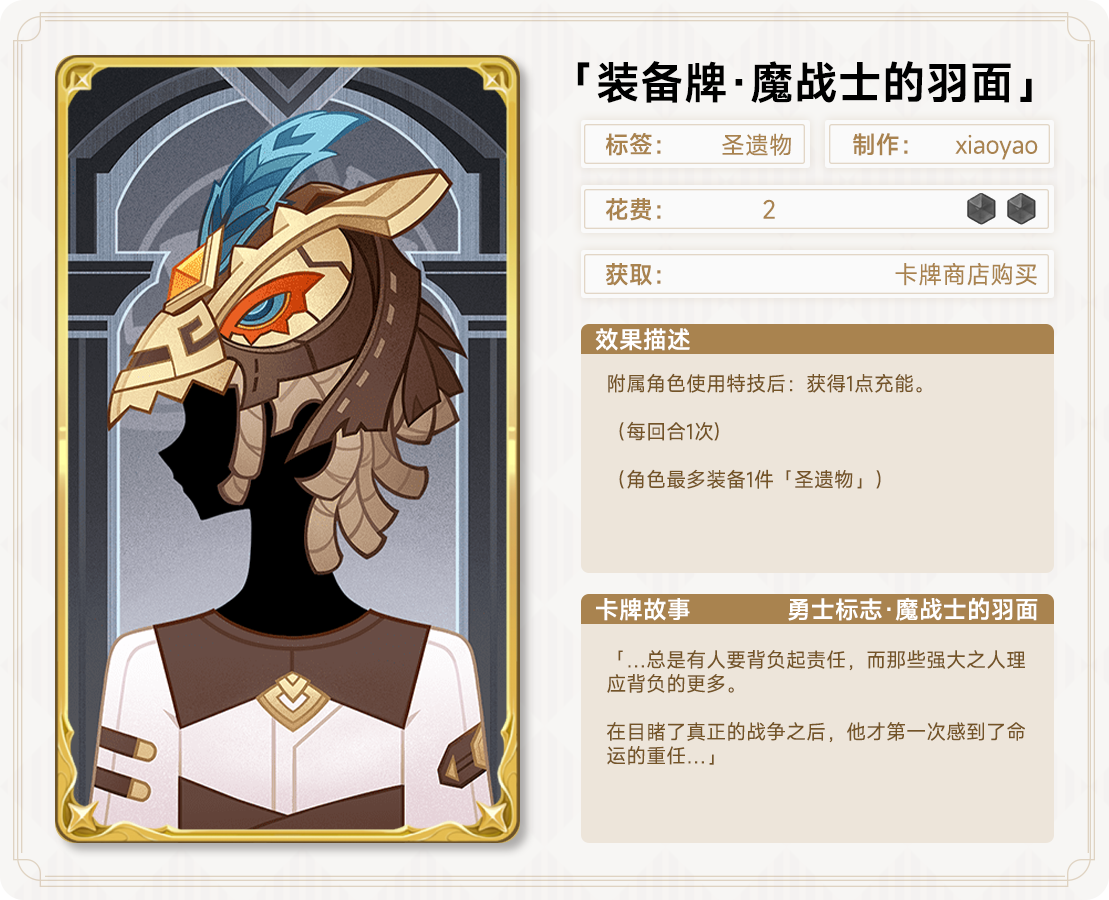 「装备牌·魔战士的羽面」
标签： 圣遗物 制作： xiaoyao
花费： 2
获取： 卡牌商店购买
效果描述
附属角色使用特技后：获得1点充能。
（每回合1次）
（角色最多装备1件「圣遗物」）
卡牌故事 勇士标志·魔战士的羽面
「…总是有人要背负起责任，而那些强大之人理
应背负的更多。
在目睹了真正的战争之后，他才第一次感到了命
运的重任…」